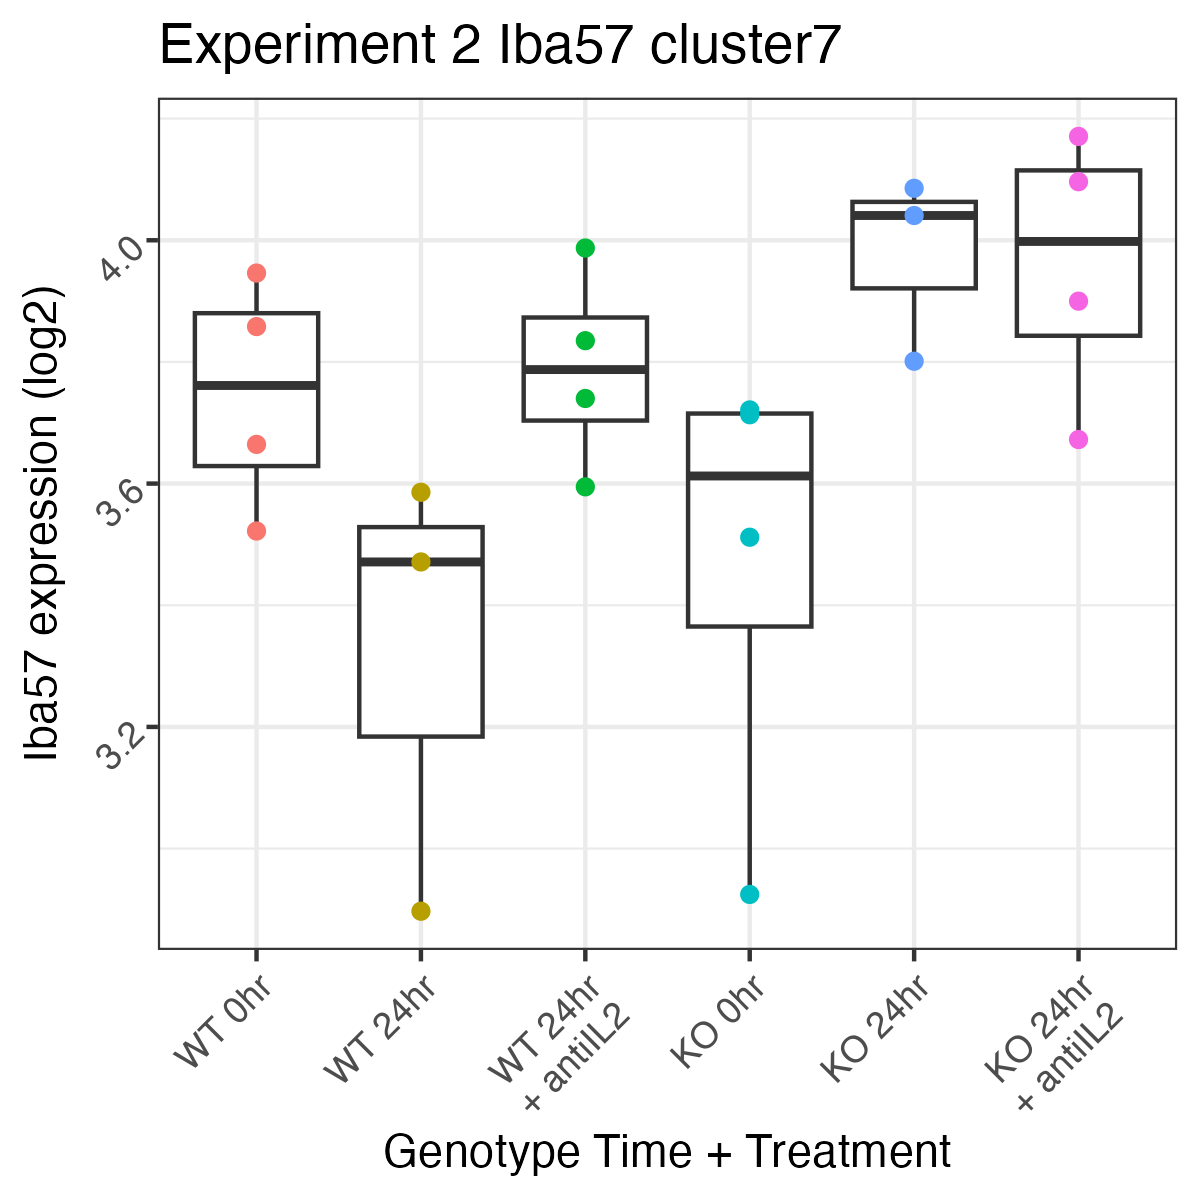 Experiment 2 Iba57 cluster7
Iba57 expression (log2)
4.0
3.6
3.2
WT 0hr
WT 24hr
WT 24hr
+ antiIL2
KO 0hr
KO 24hr
KO 24hr
+ antiIL2
Genotype Time + Treatment